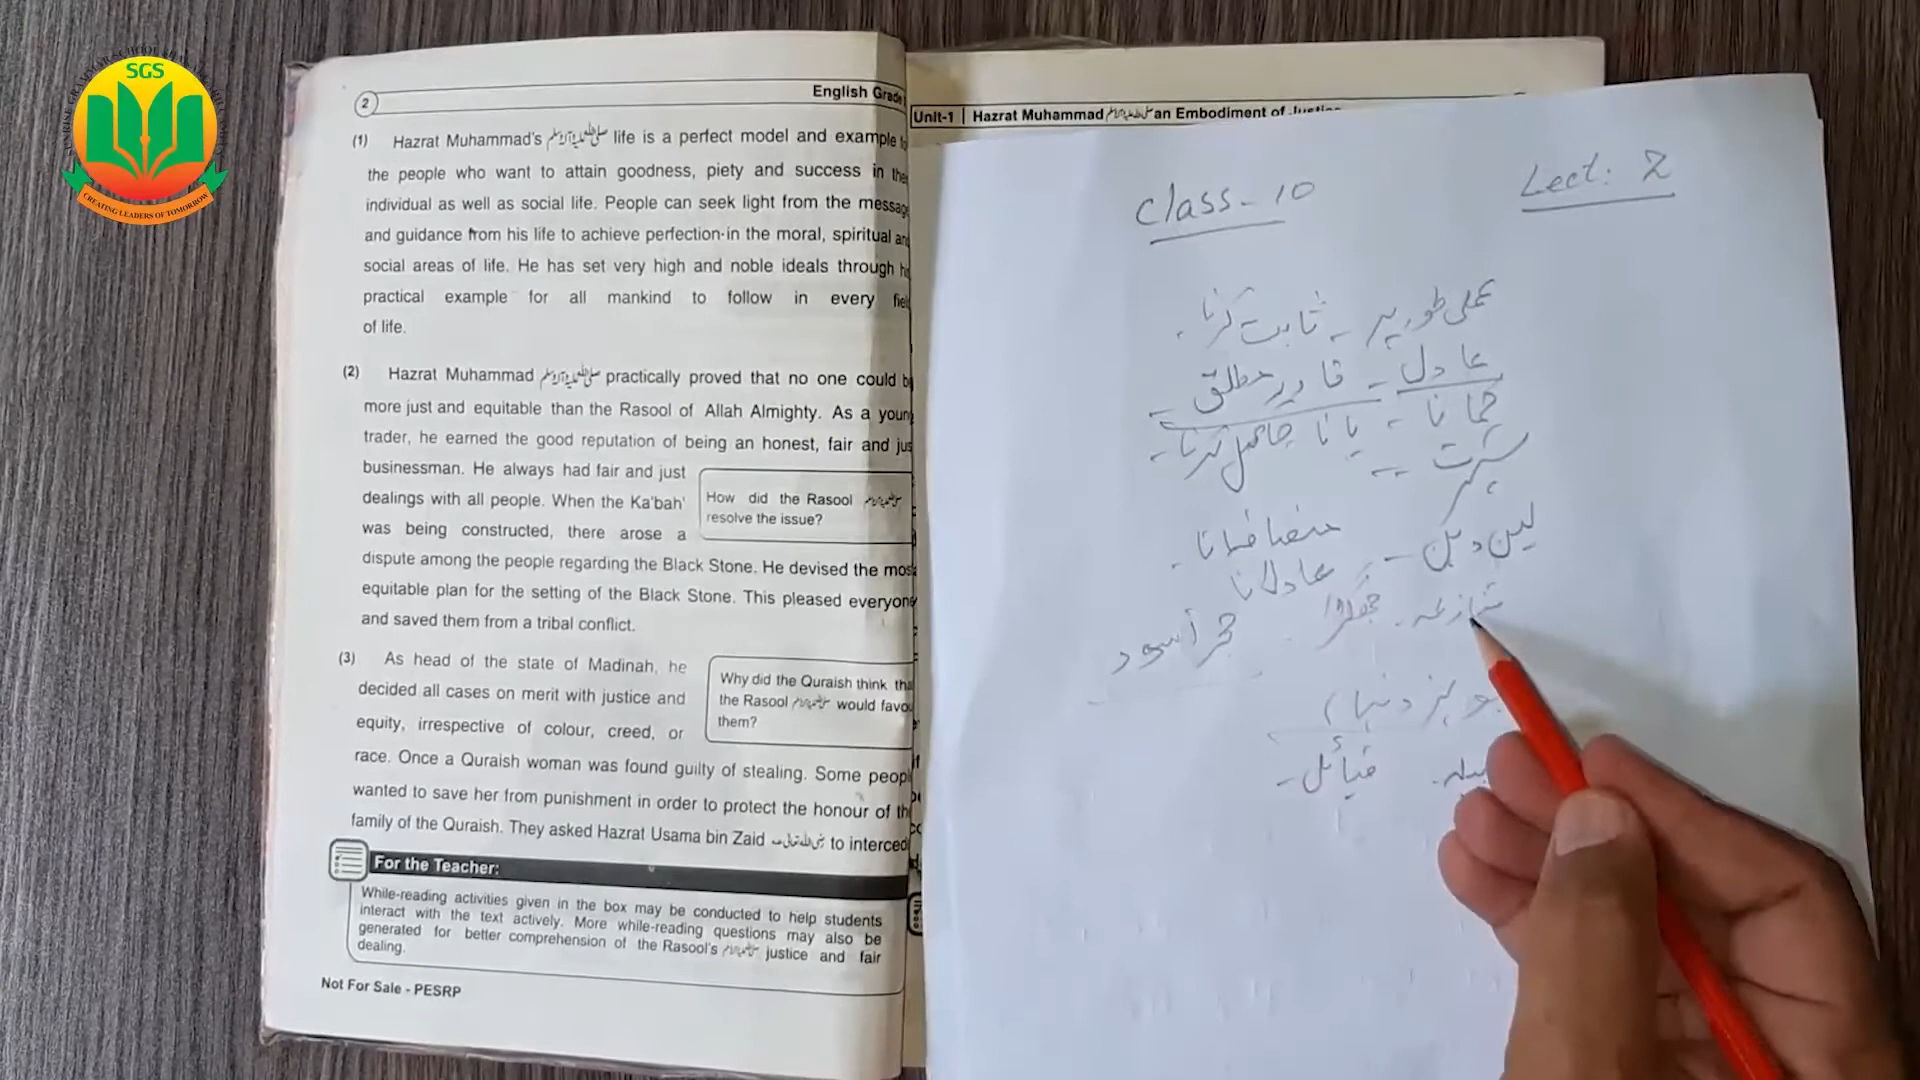 SGS
CREATING LEADERS OF TOMORROW
2
English Grade
(1) Hazrat Muhammad's صلی اللہ علیہ وآلہ وسلم life is a perfect model and example
the people who want to attain goodness, piety and success in
individual as well as social life. People can seek light from the
and guidance from his life to achieve perfection in the moral, spiritual
social areas of life. He has set very high and noble ideals through
practical example for all mankind to follow in every
of life.
(2) Hazrat Muhammad صلی اللہ علیہ وآلہ وسلم practically proved that no one could
more just and equitable than the Rasool of Allah Almighty. As a
trader, he earned the good reputation of being an honest, fair and
businessman. He always had fair and just
dealings with all people. When the Ka'bah'
was being constructed, there arose a
How did the Rasool صلی اللہ علیہ وآلہ وسلم
resolve the issue?
dispute among the people regarding the Black Stone. He devised the
equitable plan for the setting of the Black Stone. This pleased everyone
and saved them from a tribal conflict.
(3) As head of the state of Madinah, he
decided all cases on merit with justice and
equity, irrespective of colour, creed, or
Why did the Quraish think
the Rasool صلی اللہ علیہ وآلہ وسلم would
them?
race. Once a Quraish woman was found guilty of stealing. Some
wanted to save her from punishment in order to protect the honour of
family of the Quraish. They asked Hazrat Usama bin Zaid رضی اللہ تعالیٰ عنہ to
For the Teacher:
While-reading activities given in the box may be conducted to help students
interact with the text actively. More while-reading questions may also be
generated for better comprehension of the Rasool's صلی اللہ علیہ وآلہ وسلم justice and fair
dealing.
Not For Sale - PESRP
Unit-1 | Hazrat Muhammad صلی اللہ علیہ وآلہ وسلم an Embodiment of Justice
Class - 10
Lect: 2
عملی طور پر - ثابت کرنا -
عادل - قادر مطلق -
کمانا - پانا حاصل کرنا -
شہرت --
لین دین - منصفانا -
عادلانا
تنازعہ - جھگڑا حجر اسود
قبائل -